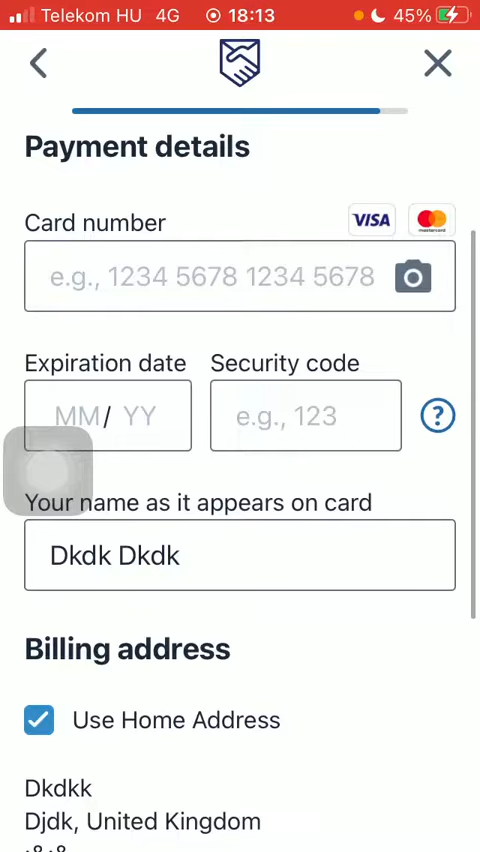 Telekom HU 4G 18:13 45%
Payment details
Card number VISA mastercard
e.g., 1234 5678 1234 5678
Expiration date Security code
MM/ YY e.g., 123 ?
Your name as it appears on card
Dkdk Dkdk
Billing address
Use Home Address
Dkdkk
Djdk, United Kingdom